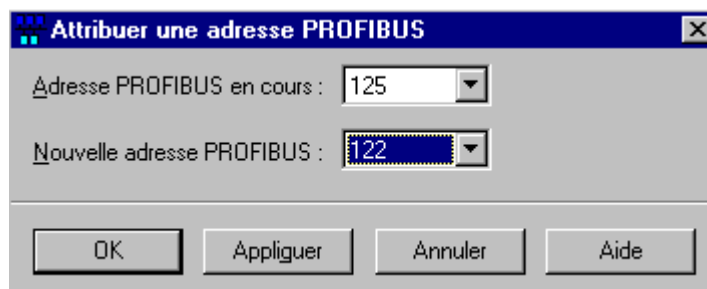 Attribuer une adresse PROFIBUS
Adresse PROFIBUS en cours : 125
Nouvelle adresse PROFIBUS : 122
OK Appliquer Annuler Aide